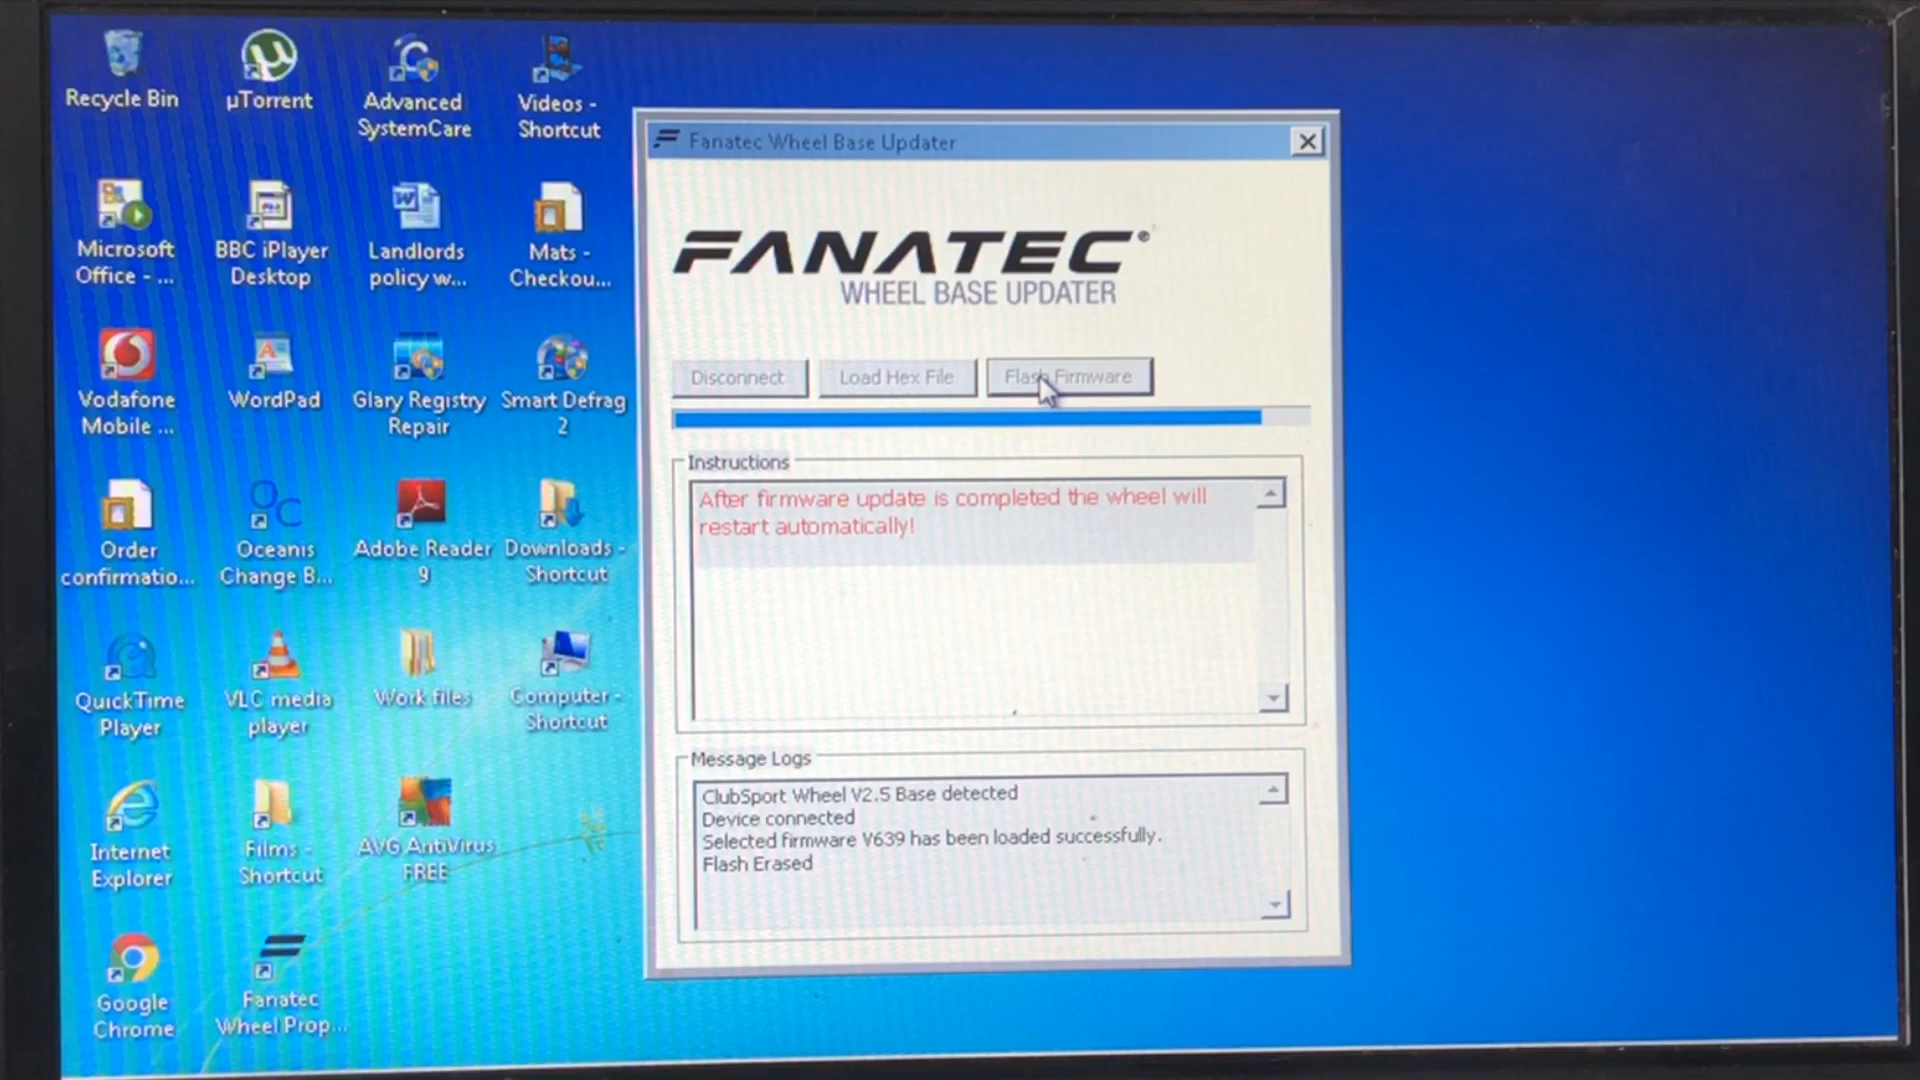 Recycle Bin
µTorrent
Advanced
SystemCare
Videos -
Shortcut
Microsoft
Office - ...
BBC iPlayer
Desktop
Landlords
policy w...
Mats -
Checkou...
Vodafone
Mobile ...
WordPad
Glary Registry
Repair
Smart Defrag
2
Order
confirmatio...
Oceanis
Change B...
Adobe Reader
9
Downloads -
Shortcut
QuickTime
Player
VLC media
player
Work files
Computer -
Shortcut
Internet
Explorer
Films -
Shortcut
AVG AntiVirus
FREE
Google
Chrome
Fanatec
Wheel Prop...
Fanatec Wheel Base Updater
FANATEC®
WHEEL BASE UPDATER
Disconnect
Load Hex File
Flash Firmware
Instructions
After firmware update is completed the wheel will
restart automatically!
Message Logs
ClubSport Wheel V2.5 Base detected
Device connected
Selected firmware V639 has been loaded successfully.
Flash Erased